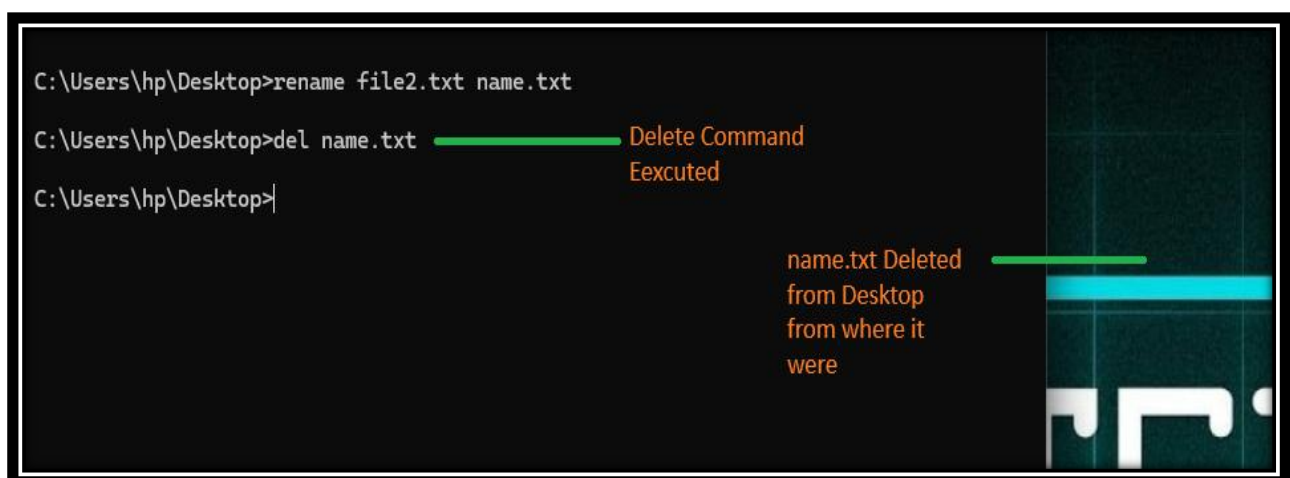 C:\Users\hp\Desktop>rename file2.txt name.txt
C:\Users\hp\Desktop>del name.txt
Delete Command
Eexcuted
C:\Users\hp\Desktop>
name.txt Deleted
from Desktop
from where it
were